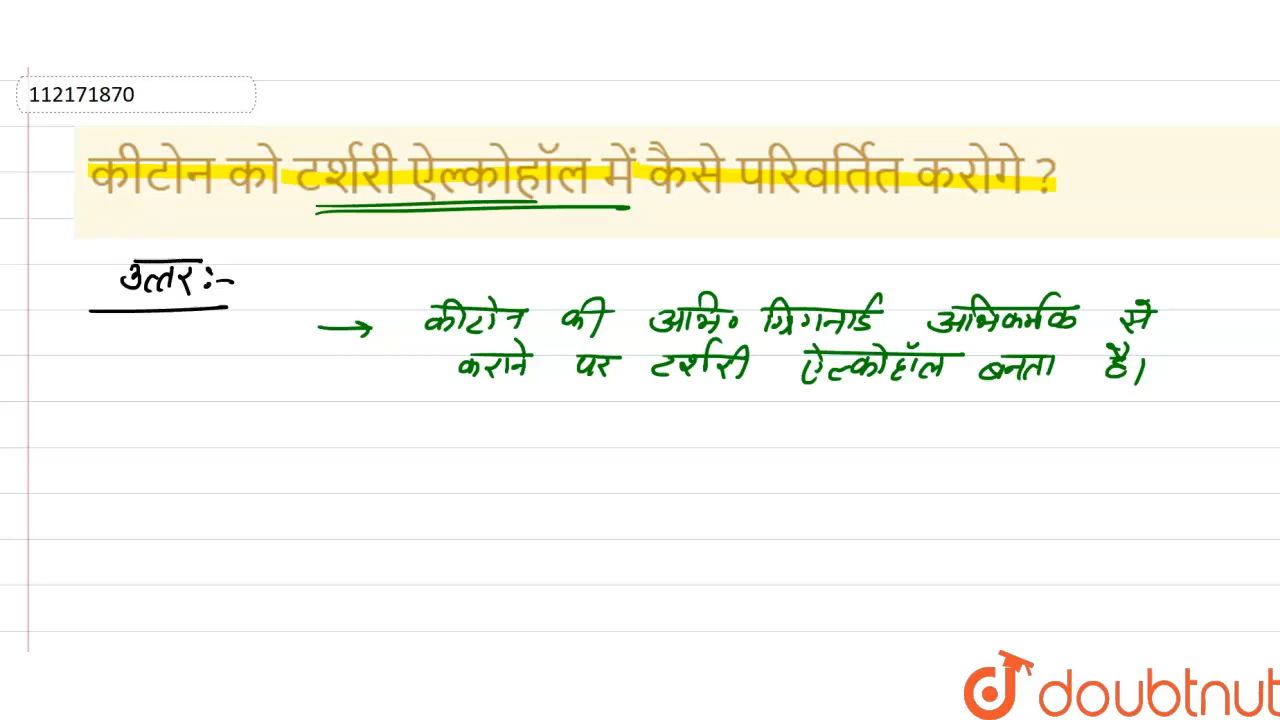 112171870
कीटोन को टर्शरी ऐल्कोहॉल में कैसे परिवर्तित करोगे ?
उत्तर :-
→ कीटोन की अभि॰ ग्रिगनार्ड अभिकर्मक से
कराने पर टर्शरी ऐल्कोहॉल बनता है।
doubtnut